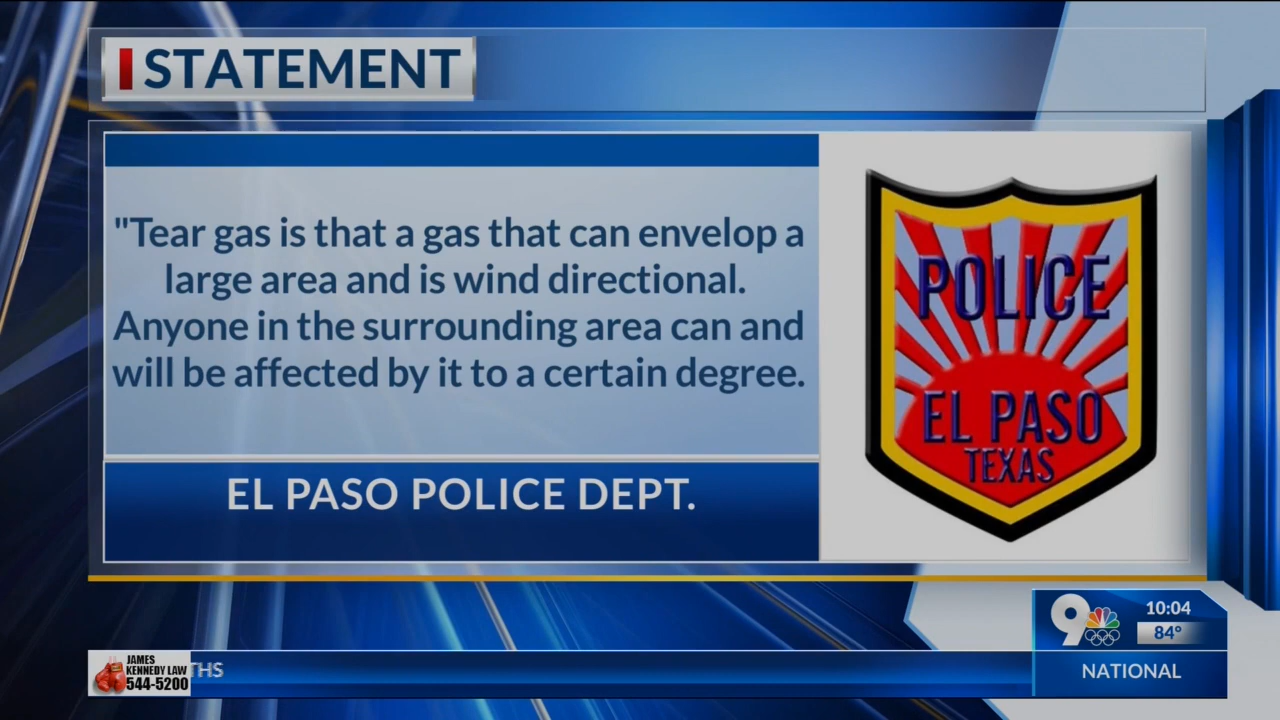 STATEMENT
"Tear gas is that a gas that can envelop a
large area and is wind directional.
Anyone in the surrounding area can and
will be affected by it to a certain degree.
EL PASO POLICE DEPT.
POLICE
EL PASO
TEXAS
9
10:04
84°
NATIONAL
JAMES
KENNEDY LAW
544-5200
THS